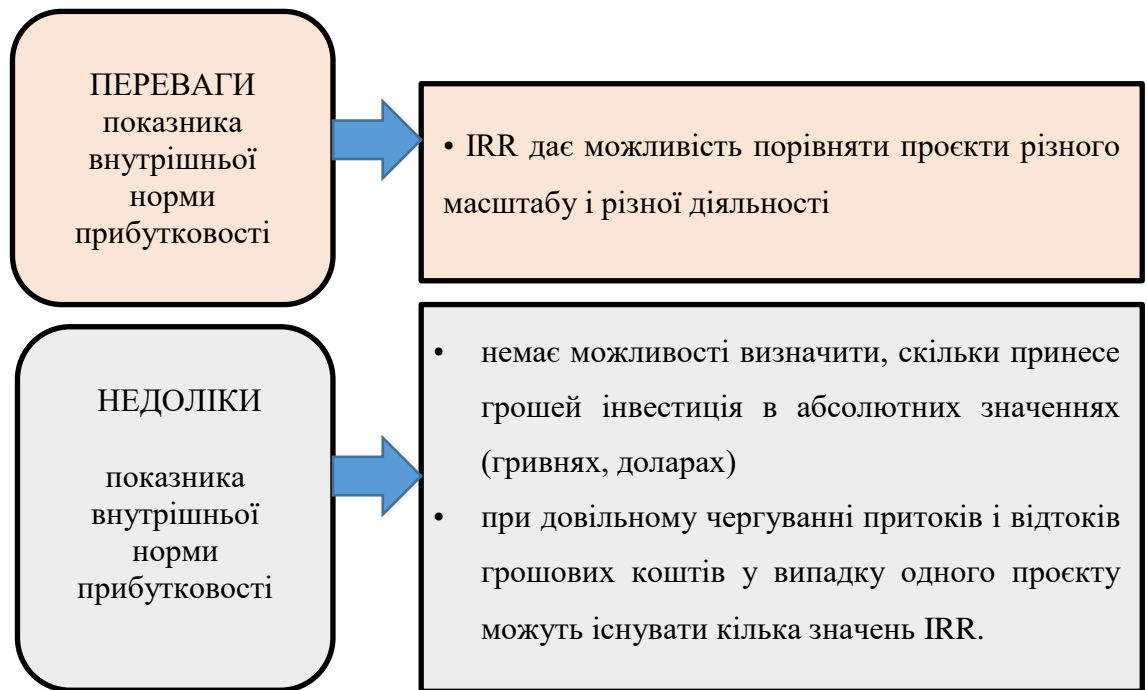 ПЕРЕВАГИ
показника
внутрішньої
норми
прибутковості
• IRR дає можливість порівняти проєкти різного
масштабу і різної діяльності
НЕДОЛІКИ
показника
внутрішньої
норми
прибутковості
• немає можливості визначити, скільки принесе
грошей інвестиція в абсолютних значеннях
(гривнях, доларах)
• при довільному чергуванні притоків і відтоків
грошових коштів у випадку одного проєкту
можуть існувати кілька значень IRR.